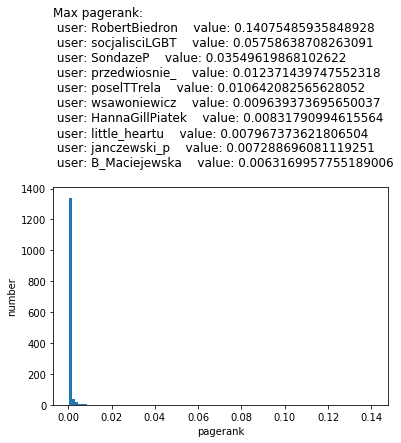 Max pagerank:
user: RobertBiedron    value: 0.14075485935848928
user: socjalisciLGBT    value: 0.05758638708263091
user: SondazeP    value: 0.03549619868102622
user: przedwiosnie_    value: 0.012371439747552318
user: poselTTrela    value: 0.010642082565628052
user: wsawoniewicz    value: 0.009639373695650037
user: HannaGillPiatek    value: 0.00831790994615564
user: little_heartu    value: 0.007967373621806504
user: janczewski_p    value: 0.007288696081119251
user: B_Maciejewska    value: 0.0063169957755189006
1400
1200
1000
800
600
400
200
0
number
0.00 0.02 0.04 0.06 0.08 0.10 0.12 0.14
pagerank